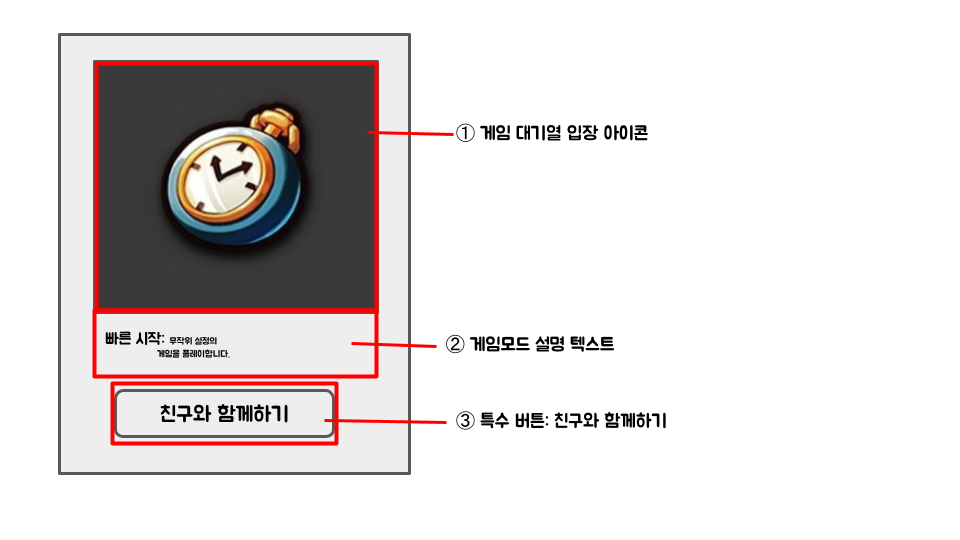 ① 게임 대기열 입장 아이콘
빠른 시작: 무작위 설정의
게임을 플레이합니다.
② 게임모드 설명 텍스트
친구와 함께하기
③ 특수 버튼: 친구와 함께하기